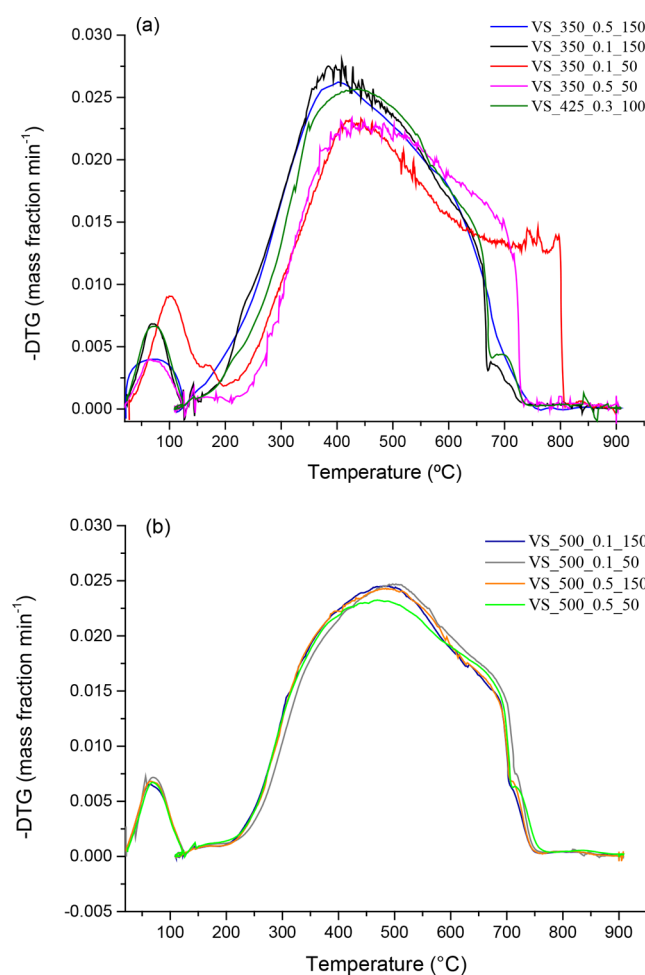 (a)
VS_350_0.5_150
VS_350_0.1_150
VS_350_0.1_50
VS_350_0.5_50
VS_425_0.3_100
-DTG (mass fraction min-1)
0.030
0.025
0.020
0.015
0.010
0.005
0.000
100 200 300 400 500 600 700 800 900
Temperature (ºC)
(b)
VS_500_0.1_150
VS_500_0.1_50
VS_500_0.5_150
VS_500_0.5_50
-DTG (mass fraction min-1)
0.030
0.025
0.020
0.015
0.010
0.005
0.000
-0.005
100 200 300 400 500 600 700 800 900
Temperature (°C)